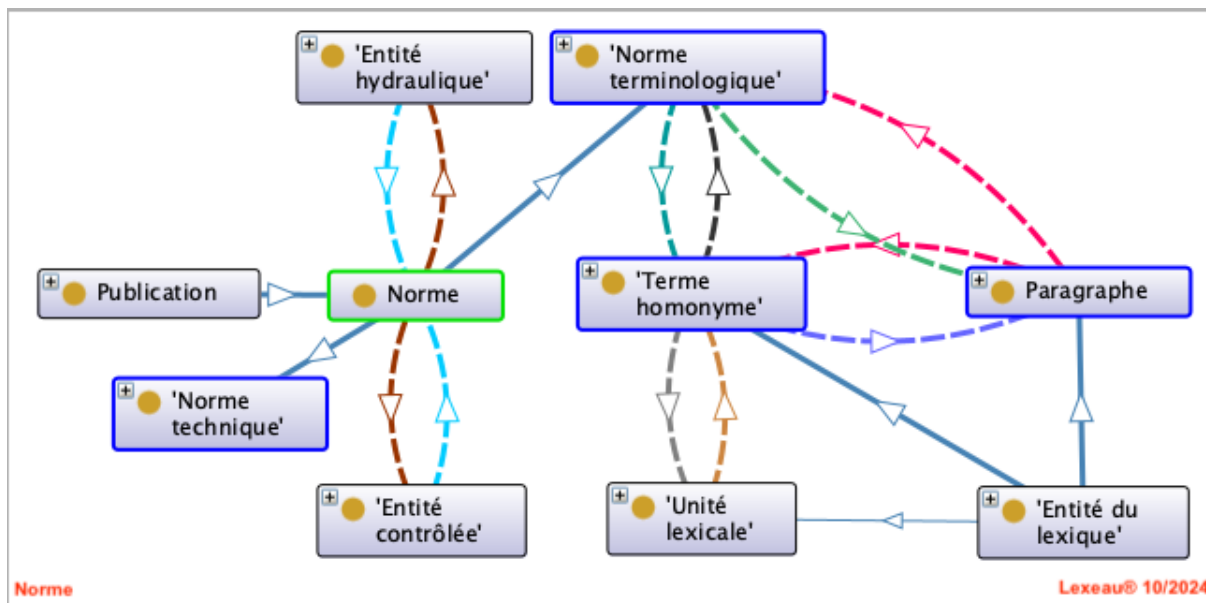 'Entité
hydraulique'
'Norme
terminologique'
Publication
Norme
'Terme
homonyme'
Paragraphe
'Norme
technique'
'Entité
contrôlée'
'Unité
lexicale'
'Entité du
lexique'
Norme
Lexeau® 10/2024